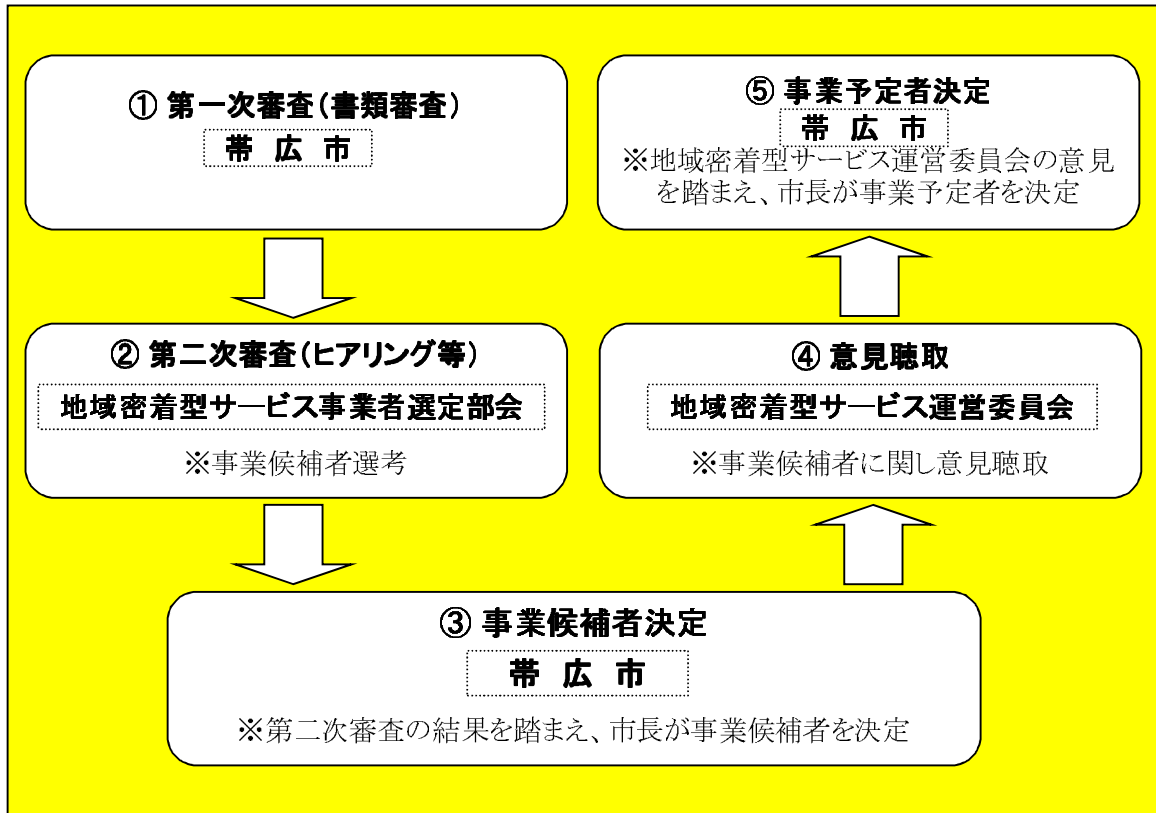 ① 第一次審査(書類審査)
帯 広 市
② 第二次審査(ヒアリング等)
地域密着型サービス事業者選定部会
※事業候補者選考
③ 事業候補者決定
帯 広 市
※第二次審査の結果を踏まえ、市長が事業候補者を決定
④ 意見聴取
地域密着型サービス運営委員会
※事業候補者に関し意見聴取
⑤ 事業予定者決定
帯 広 市
※地域密着型サービス運営委員会の意見
を踏まえ、市長が事業予定者を決定